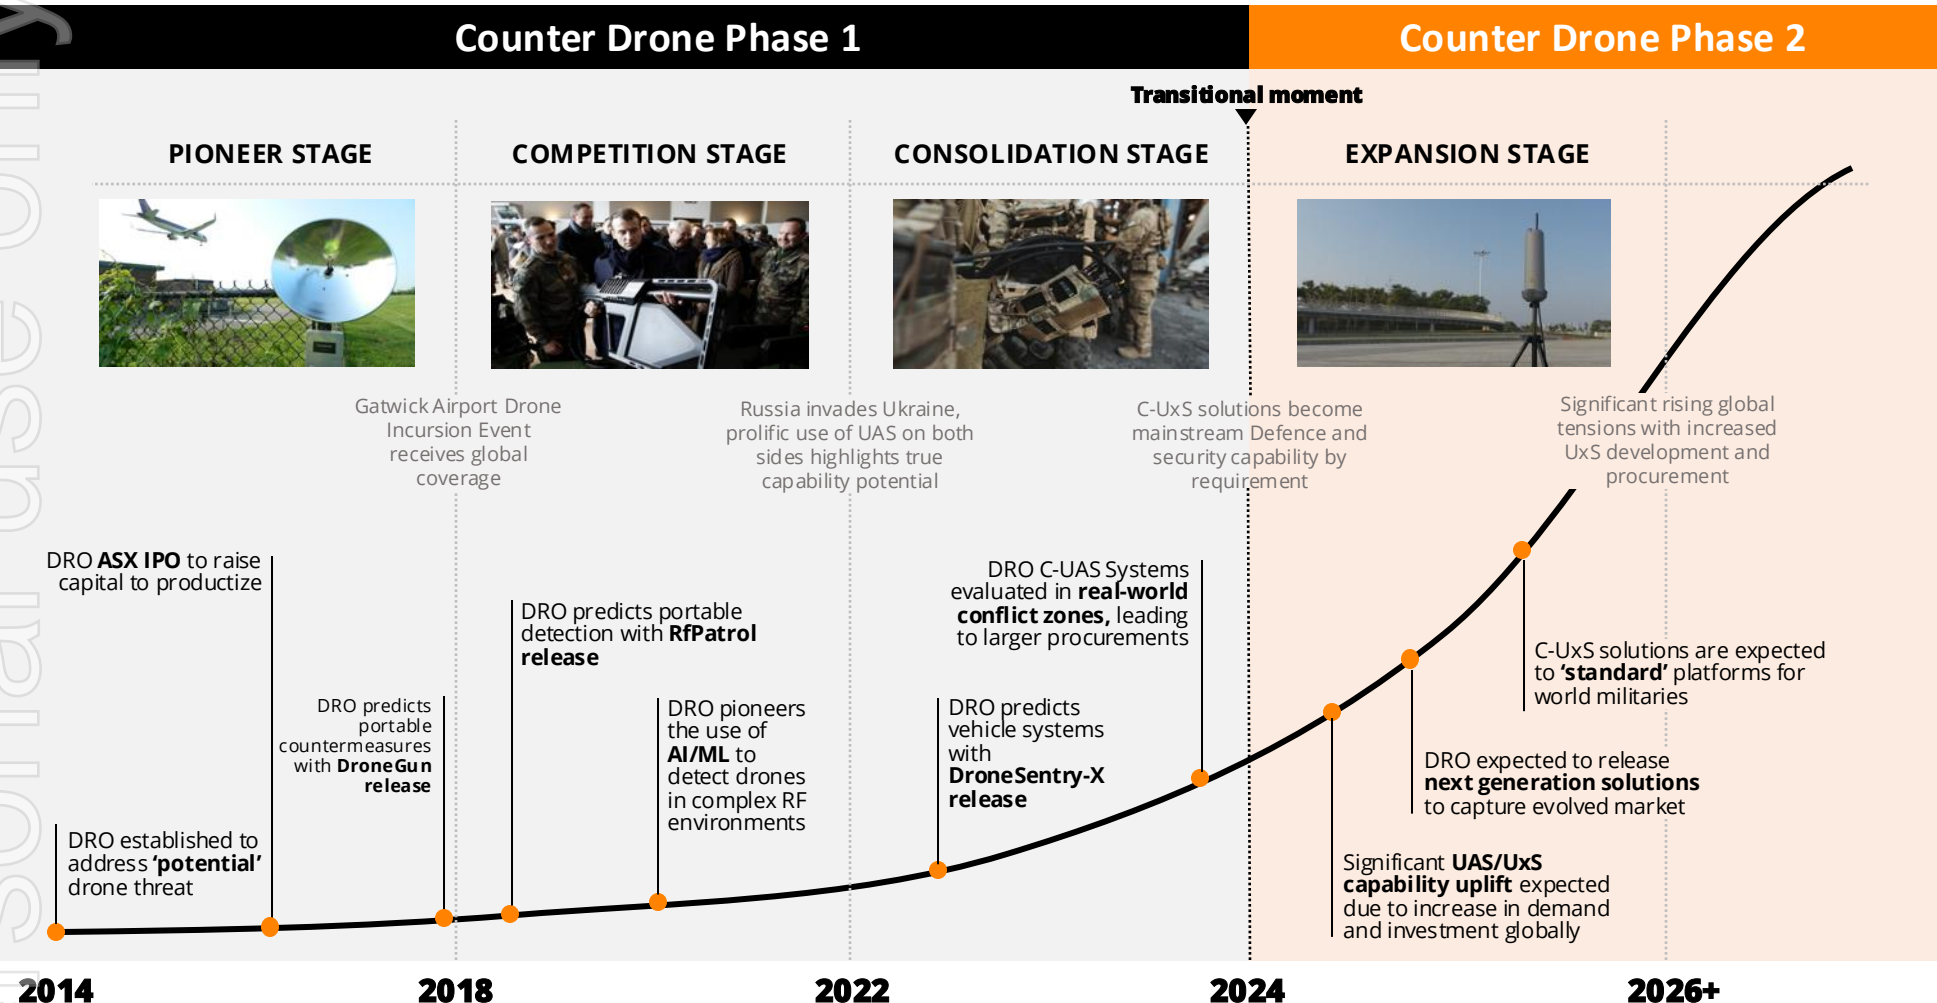 Counter Drone Phase 1
Counter Drone Phase 2
Transitional moment
PIONEER STAGE
COMPETITION STAGE
CONSOLIDATION STAGE
EXPANSION STAGE
Gatwick Airport Drone
Incursion Event
receives global
coverage
Russia invades Ukraine,
prolific use of UAS on both
sides highlights true
capability potential
C-UxS solutions become
mainstream Defence and
security capability by
requirement
Significant rising global
tensions with increased
UxS development and
procurement
DRO ASX IPO to raise
capital to productize
DRO predicts portable
detection with RfPatrol
release
DRO C-UAS Systems
evaluated in real-world
conflict zones, leading
to larger procurements
DRO predicts
portable
countermeasures
with DroneGun
release
DRO pioneers
the use of
AI/ML to
detect drones
in complex RF
environments
DRO predicts
vehicle systems
with
DroneSentry-X
release
C-UxS solutions are expected
to ‘standard’ platforms for
world militaries
DRO expected to release
next generation solutions
to capture evolved market
DRO established to
address ‘potential’
drone threat
Significant UAS/UxS
capability uplift expected
due to increase in demand
and investment globally
2014
2018
2022
2024
2026+
sonal use only